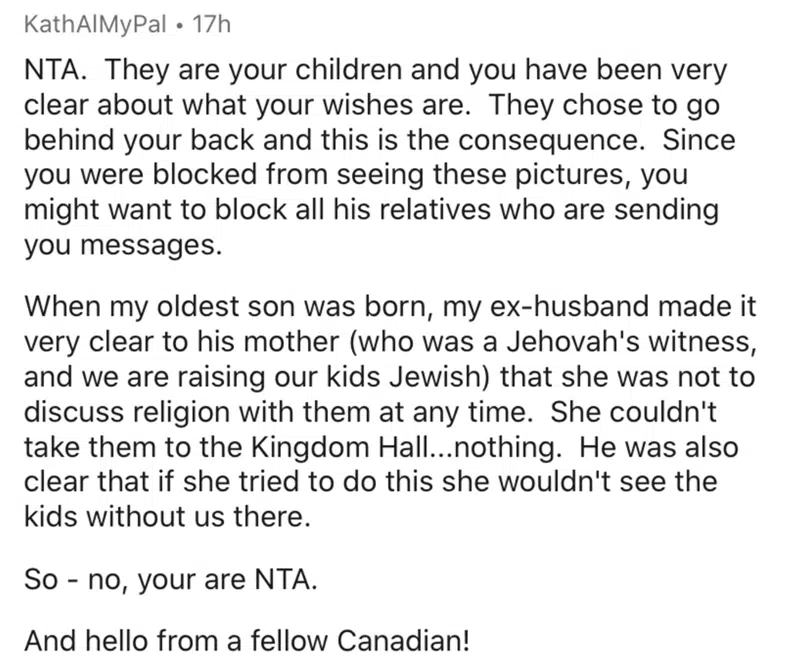 KathAlMyPal • 17h
NTA.  They are your children and you have been very
clear about what your wishes are.  They chose to go
behind your back and this is the consequence.  Since
you were blocked from seeing these pictures, you
might want to block all his relatives who are sending
you messages.
When my oldest son was born, my ex-husband made it
very clear to his mother (who was a Jehovah's witness,
and we are raising our kids Jewish) that she was not to
discuss religion with them at any time.  She couldn't
take them to the Kingdom Hall...nothing.  He was also
clear that if she tried to do this she wouldn't see the
kids without us there.
So - no, your are NTA.
And hello from a fellow Canadian!